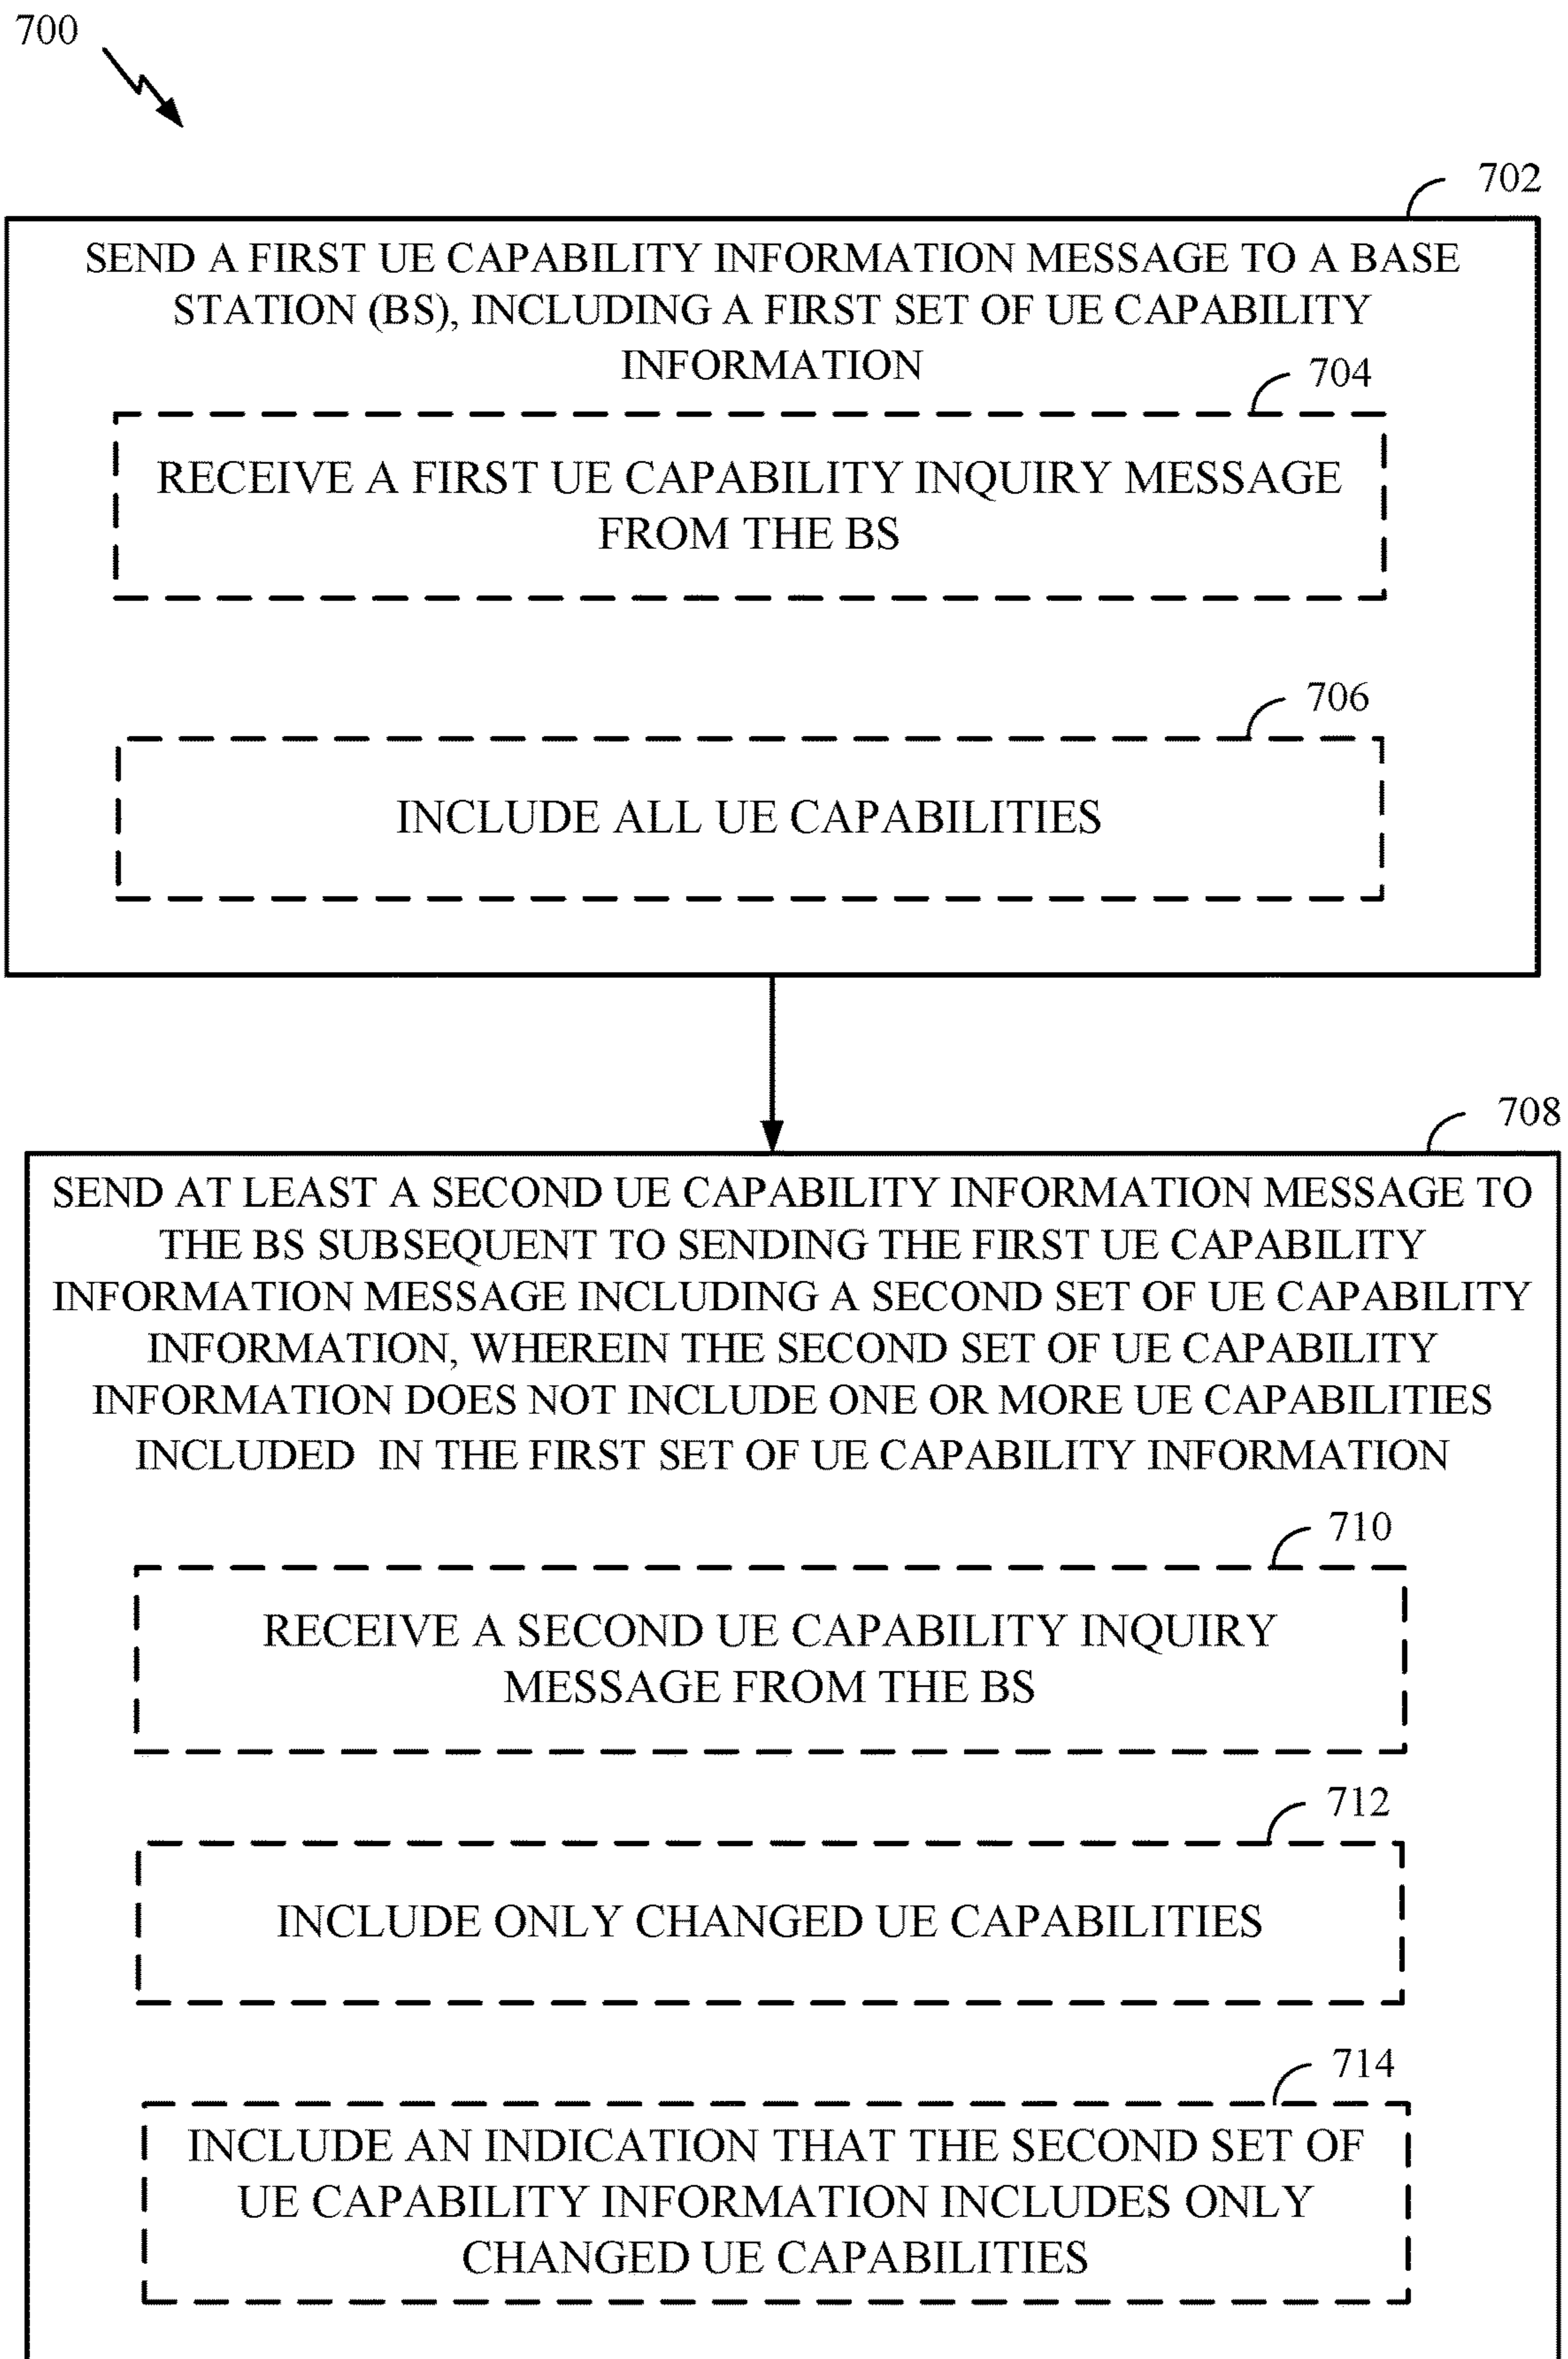 700
702
SEND A FIRST UE CAPABILITY INFORMATION MESSAGE TO A BASE
STATION (BS), INCLUDING A FIRST SET OF UE CAPABILITY
INFORMATION
704
RECEIVE A FIRST UE CAPABILITY INQUIRY MESSAGE
FROM THE BS
706
INCLUDE ALL UE CAPABILITIES
708
SEND AT LEAST A SECOND UE CAPABILITY INFORMATION MESSAGE TO
THE BS SUBSEQUENT TO SENDING THE FIRST UE CAPABILITY
INFORMATION MESSAGE INCLUDING A SECOND SET OF UE CAPABILITY
INFORMATION, WHEREIN THE SECOND SET OF UE CAPABILITY
INFORMATION DOES NOT INCLUDE ONE OR MORE UE CAPABILITIES
INCLUDED IN THE FIRST SET OF UE CAPABILITY INFORMATION
710
RECEIVE A SECOND UE CAPABILITY INQUIRY
MESSAGE FROM THE BS
712
INCLUDE ONLY CHANGED UE CAPABILITIES
714
INCLUDE AN INDICATION THAT THE SECOND SET OF
UE CAPABILITY INFORMATION INCLUDES ONLY
CHANGED UE CAPABILITIES